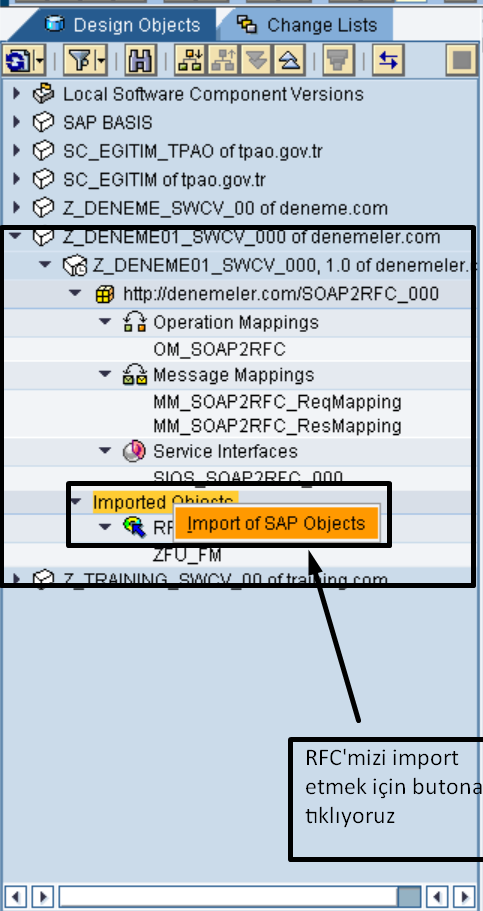 Design Objects Change Lists
Local Software Component Versions
SAP BASIS
SC_EGITIM_TPAO of tpao.gov.tr
SC_EGITIM of tpao.gov.tr
Z_DENEME_SWCV_00 of deneme.com
Z_DENEME01_SWCV_000 of denemeler.com
Z_DENEME01_SWCV_000, 1.0 of denemeler.c
http://denemeler.com/SOAP2RFC_000
Operation Mappings
OM_SOAP2RFC
Message Mappings
MM_SOAP2RFC_ReqMapping
MM_SOAP2RFC_ResMapping
Service Interfaces
SIOS_SOAP2RFC_000
Imported Objects
RF
Import of SAP Objects
ZFU_FM
Z_TRAINING_SWCV_00 of training.com
RFC'mizi import
etmek için butona
tıklıyoruz